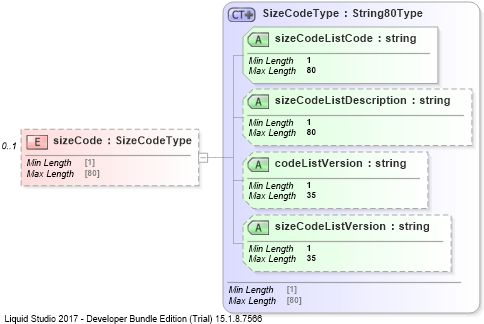 CT SizeCodeType : String80Type
A sizeCodeListCode : string
Min Length 1
Max Length 80
A sizeCodeListDescription : string
Min Length 1
Max Length 80
0..1
E sizeCode : SizeCodeType
Min Length [1]
Max Length [80]
A codeListVersion : string
Min Length 1
Max Length 35
A sizeCodeListVersion : string
Min Length 1
Max Length 35
Min Length [1]
Max Length [80]
Liquid Studio 2017 - Developer Bundle Edition (Trial) 15.1.8.7566